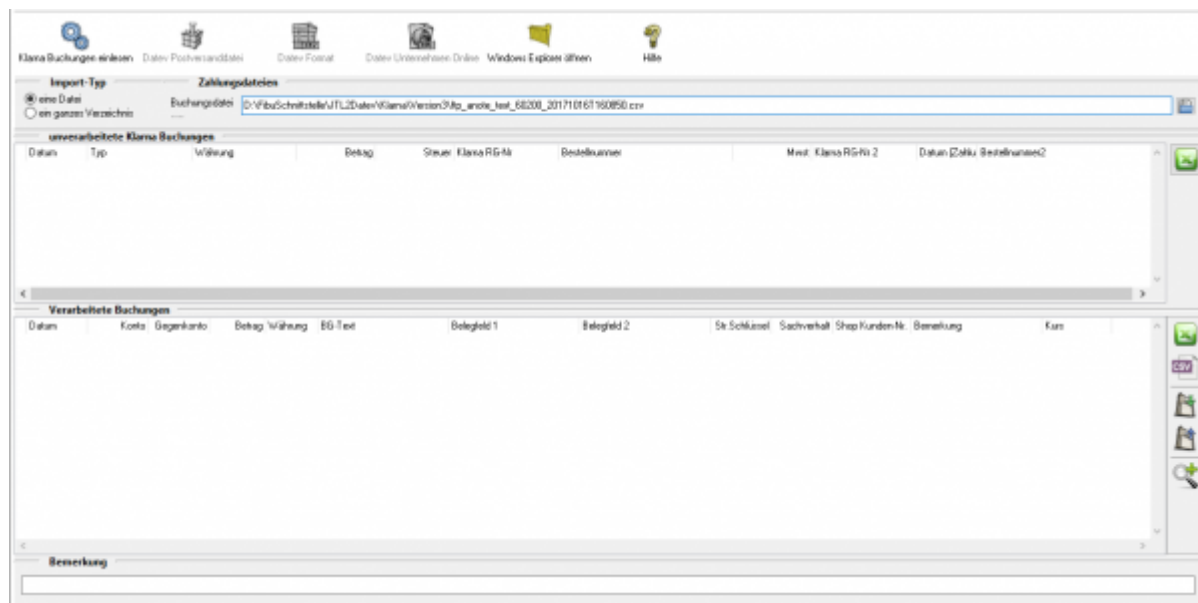 Klarna Buchungen einlesen Datev Postversanddatei Datev Format Datev Unternehmen Online Windows Explorer öffnen Hilfe
Import-Typ Zahlungsdateien
eine Datei Buchungsdatei
ein ganzes Verzeichnis
unverarbeitete Klarna Buchungen
Datum Typ Währung Betrag Steuer Klarna RG-Nr Bestellnummer Mwst Klarna RG-Nr 2 Datum (Zahlu Bestellnummer2
Verarbeitete Buchungen
Datum Konto Gegenkonto Betrag Währung BG-Text Belegfeld 1 Belegfeld 2 Str.Schlüssel Sachverhalt Shop Kunden-Nr. Bemerkung Kurs
CSV
Bemerkung